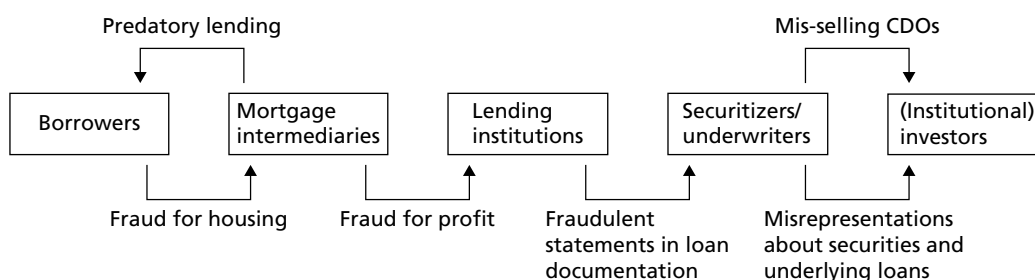 Predatory lending
Mis-selling CDOs
Borrowers
Mortgage
intermediaries
Lending
institutions
Securitizers/
underwriters
(Institutional)
investors
Fraud for housing
Fraud for profit
Fraudulent
statements in loan
documentation
Misrepresentations
about securities and
underlying loans